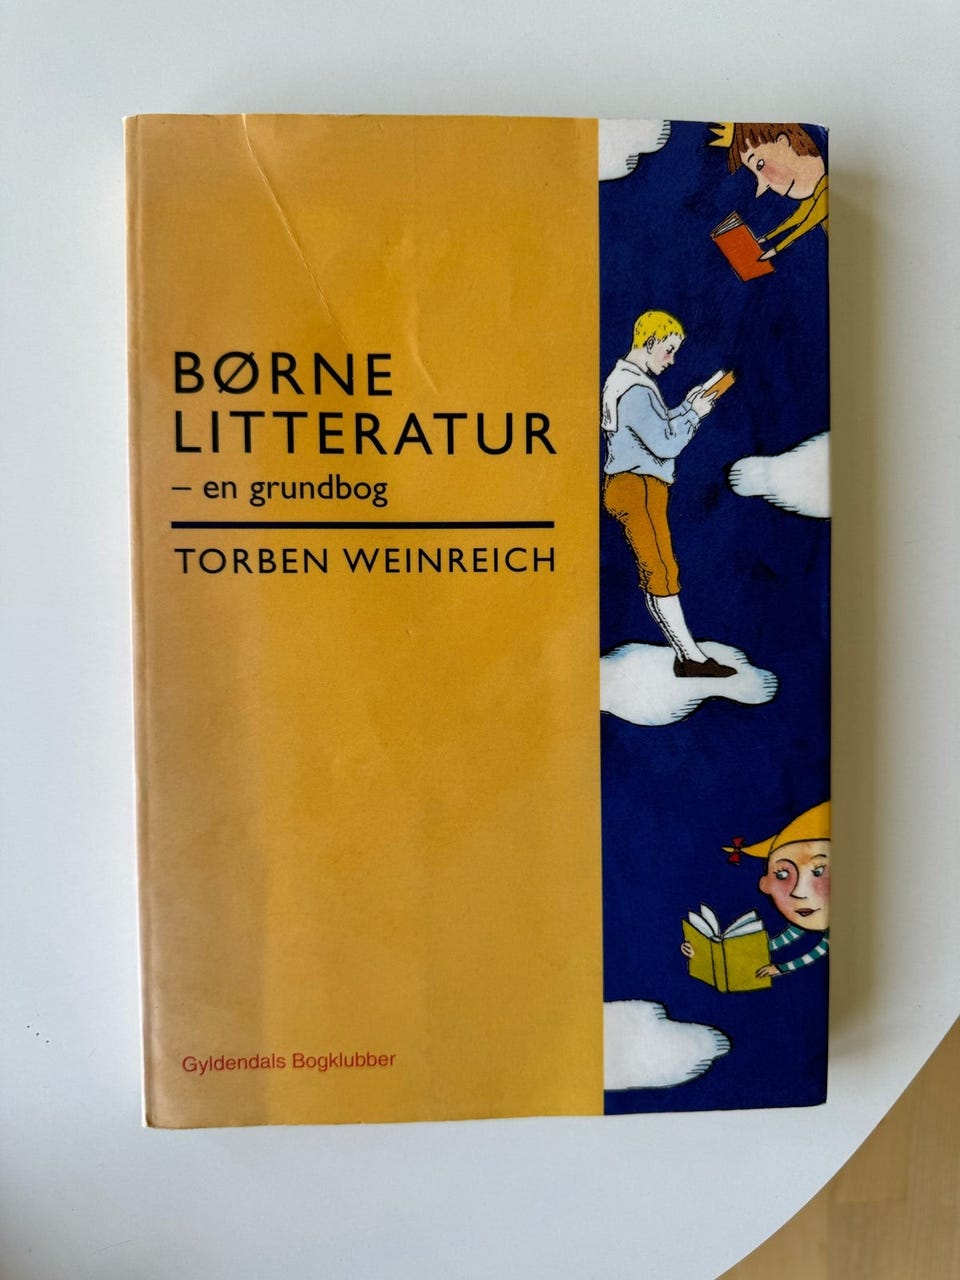 BØRNE
LITTERATUR
– en grundbog
TORBEN WEINREICH
Gyldendals Bogklubber